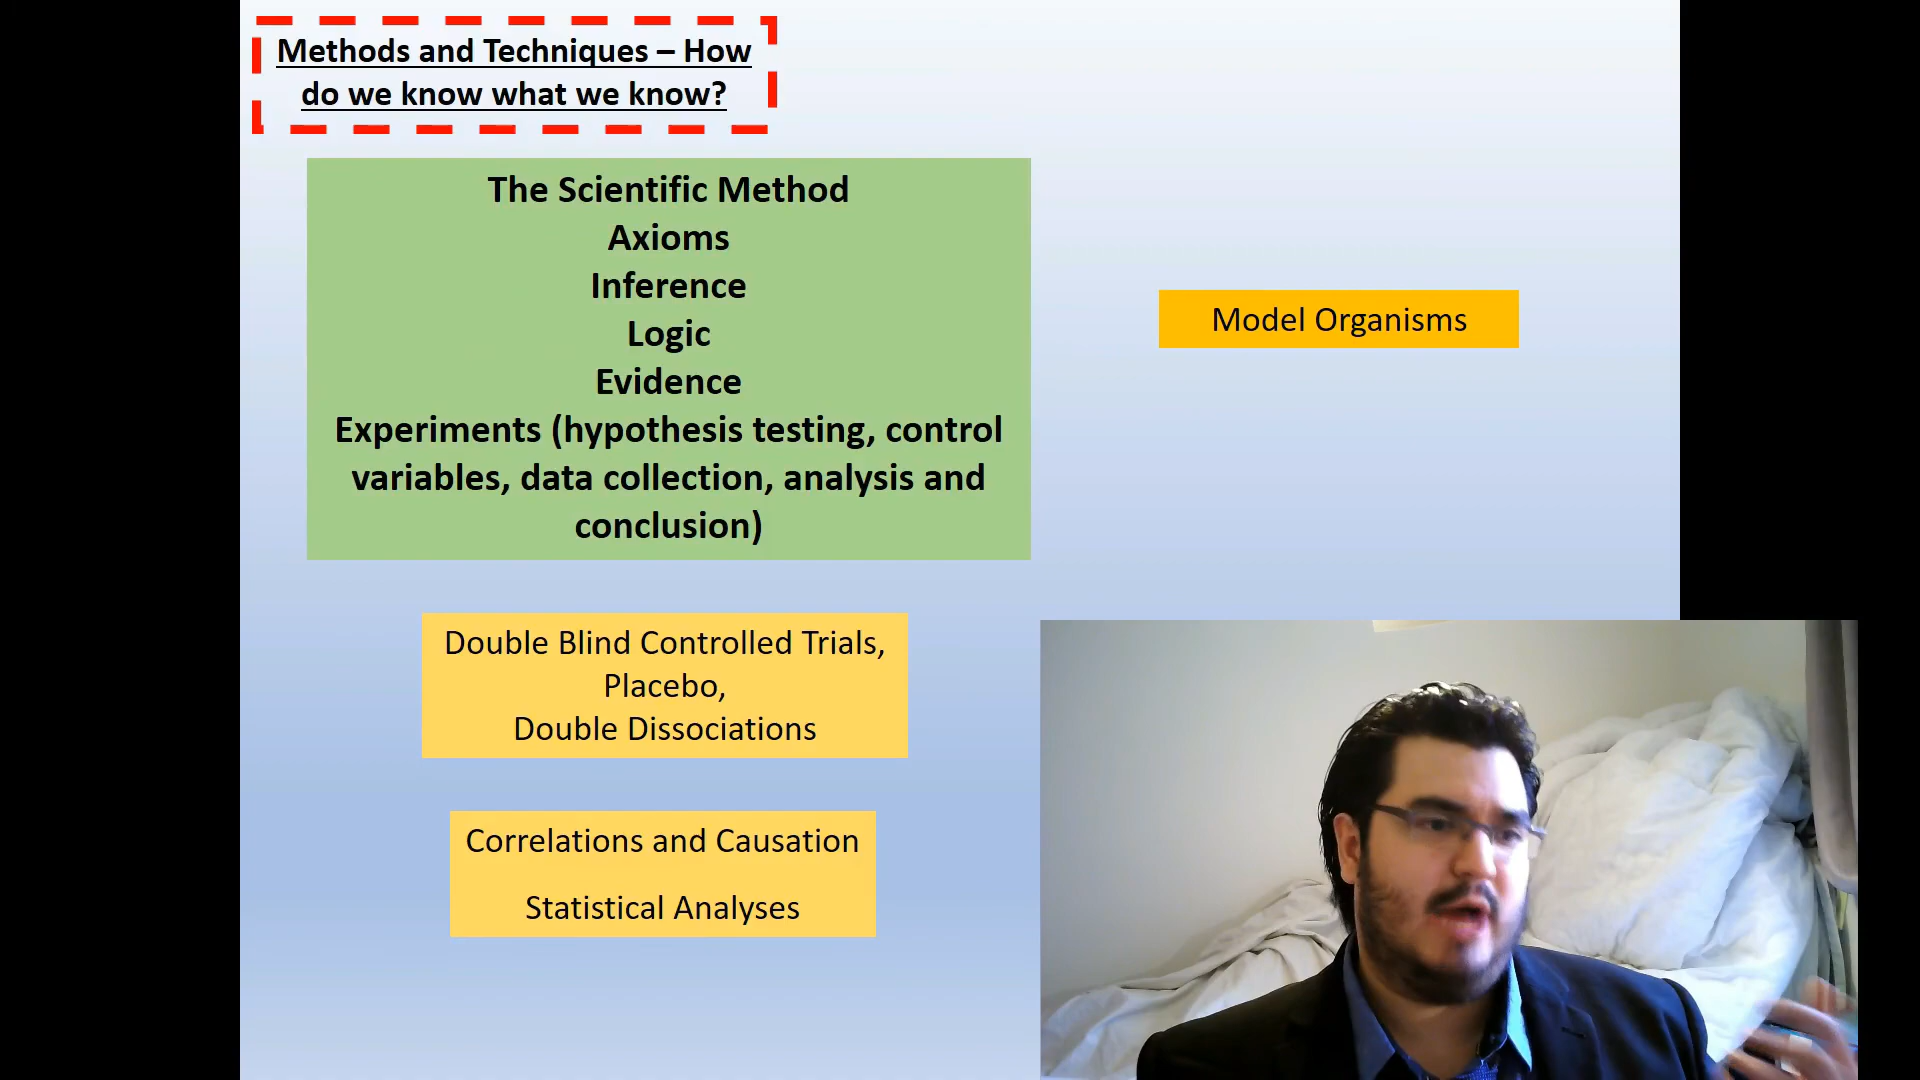 Methods and Techniques – How
do we know what we know?
The Scientific Method
Axioms
Inference
Logic
Evidence
Experiments (hypothesis testing, control
variables, data collection, analysis and
conclusion)
Model Organisms
Double Blind Controlled Trials,
Placebo,
Double Dissociations
Correlations and Causation
Statistical Analyses